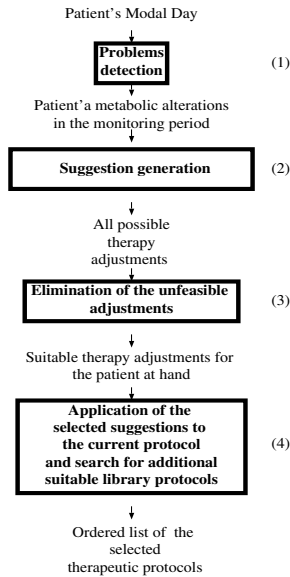 Patient's Modal Day
Problems
detection
(1)
Patient'a metabolic alterations
in the monitoring period
Suggestion generation
(2)
All possible
therapy
adjustments
Elimination of the unfeasible
adjustments
(3)
Suitable therapy adjustments for
the patient at hand
Application of the
selected suggestions to
the current protocol
and search for additional
suitable library protocols
(4)
Ordered list of the
selected
therapeutic protocols